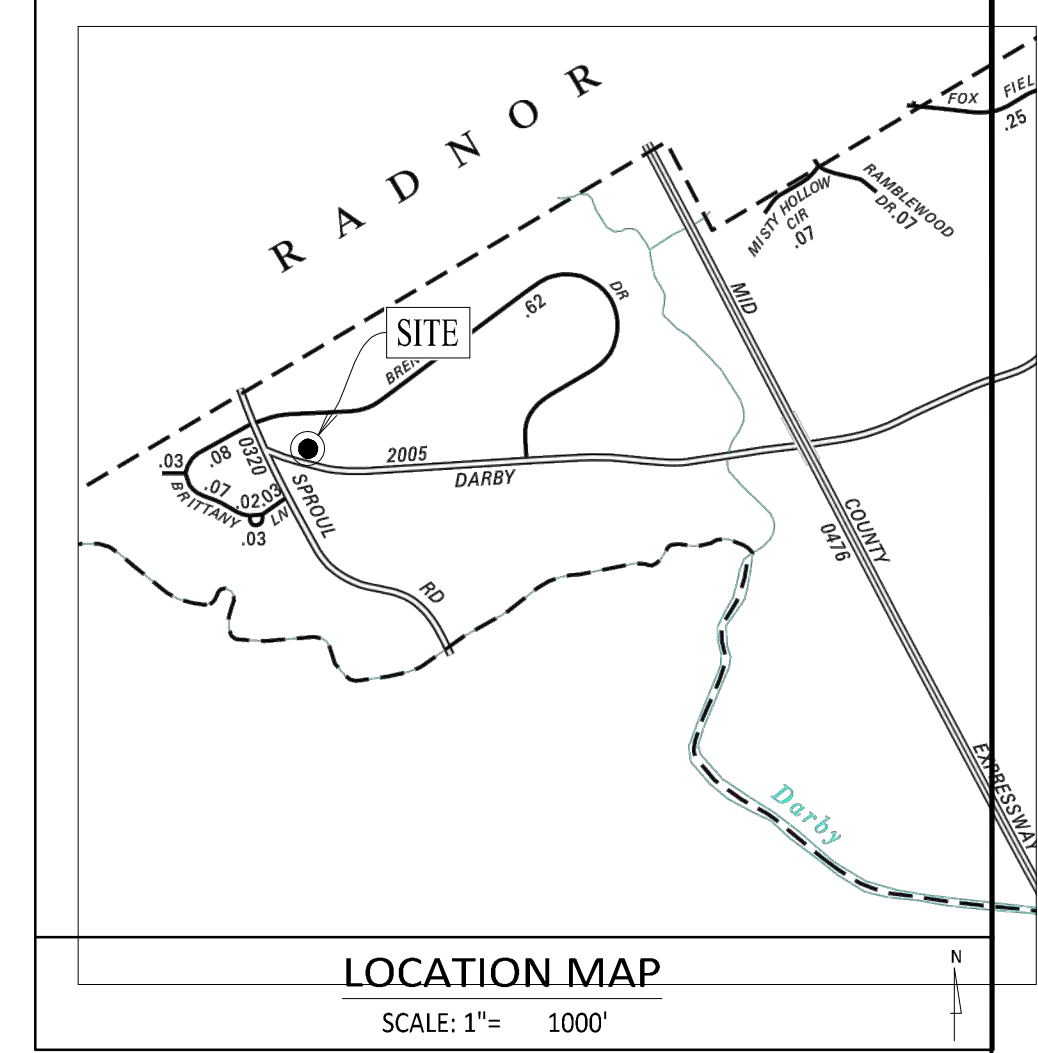 RADNOR
FOX FIEL
.25
RAMBLEWOOD
DR .07
MISTY HOLLOW
CIR
.07
MID
DR
.62
SITE
.08
.03
0320
2005
DARBY
.07
.02
.03
BRITTANY
LN
SPROUL
.03
COUNTY
0476
RD
EXPRESSWAY
Darby
LOCATION MAP
N
SCALE: 1"= 1000'